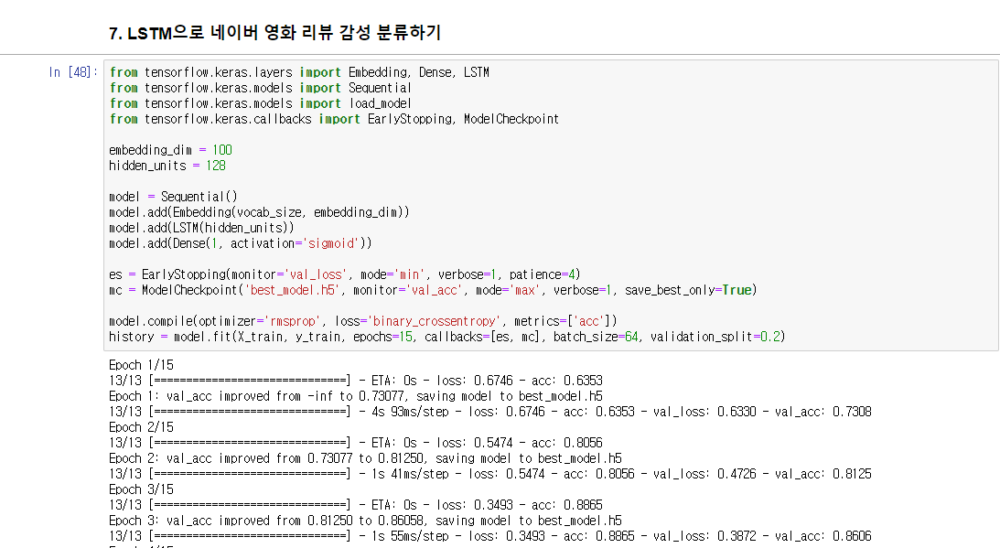 7. LSTM으로 네이버 영화 리뷰 감성 분류하기
In [48]:
from tensorflow.keras.layers import Embedding, Dense, LSTM
from tensorflow.keras.models import Sequential
from tensorflow.keras.models import load_model
from tensorflow.keras.callbacks import EarlyStopping, ModelCheckpoint
embedding_dim = 100
hidden_units = 128
model = Sequential()
model.add(Embedding(vocab_size, embedding_dim))
model.add(LSTM(hidden_units))
model.add(Dense(1, activation='sigmoid'))
es = EarlyStopping(monitor='val_loss', mode='min', verbose=1, patience=4)
mc = ModelCheckpoint('best_model.h5', monitor='val_acc', mode='max', verbose=1, save_best_only=True)
model.compile(optimizer='rmsprop', loss='binary_crossentropy', metrics=['acc'])
history = model.fit(X_train, y_train, epochs=15, callbacks=[es, mc], batch_size=64, validation_split=0.2)
Epoch 1/15
13/13 [==============================] - ETA: 0s - loss: 0.6746 - acc: 0.6353
Epoch 1: val_acc improved from -inf to 0.73077, saving model to best_model.h5
13/13 [==============================] - 4s 93ms/step - loss: 0.6746 - acc: 0.6353 - val_loss: 0.6330 - val_acc: 0.7308
Epoch 2/15
13/13 [==============================] - ETA: 0s - loss: 0.5474 - acc: 0.8056
Epoch 2: val_acc improved from 0.73077 to 0.81250, saving model to best_model.h5
13/13 [==============================] - 1s 41ms/step - loss: 0.5474 - acc: 0.8056 - val_loss: 0.4726 - val_acc: 0.8125
Epoch 3/15
13/13 [==============================] - ETA: 0s - loss: 0.3493 - acc: 0.8865
Epoch 3: val_acc improved from 0.81250 to 0.86058, saving model to best_model.h5
13/13 [==============================] - 1s 55ms/step - loss: 0.3493 - acc: 0.8865 - val_loss: 0.3872 - val_acc: 0.8606